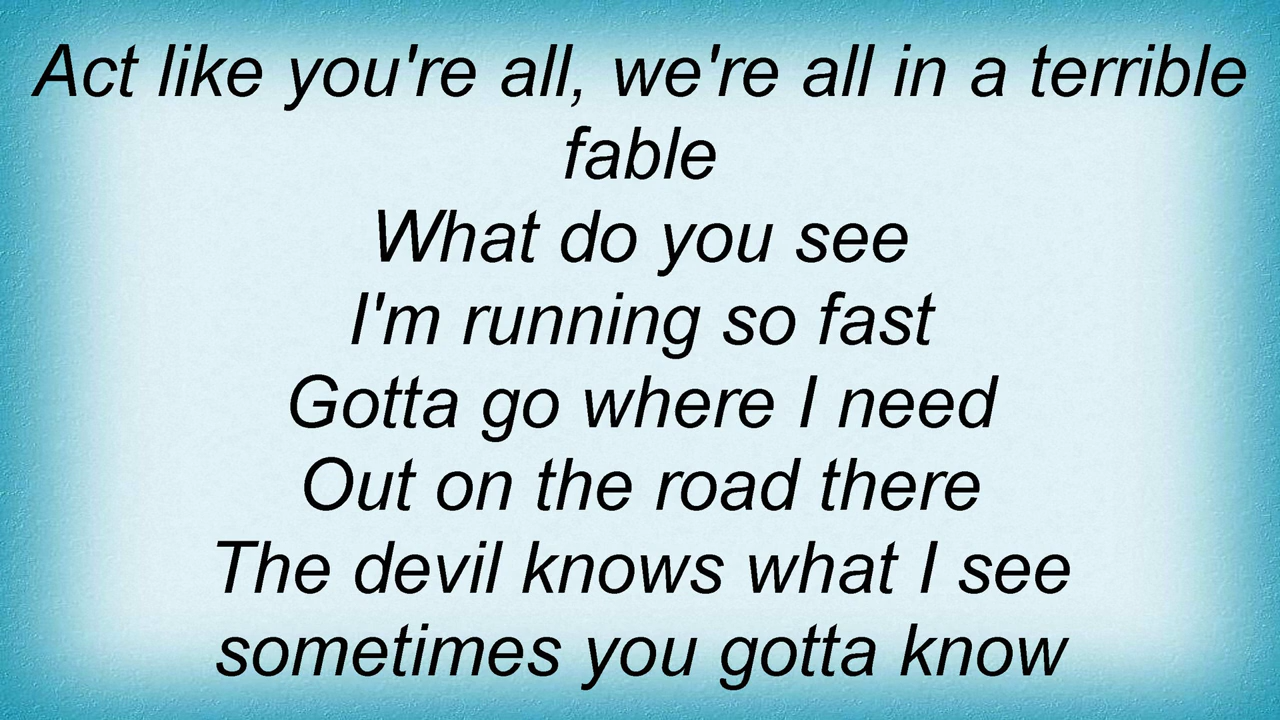 Act like you're all, we're all in a terrible
fable
What do you see
I'm running so fast
Gotta go where I need
Out on the road there
The devil knows what I see
sometimes you gotta know